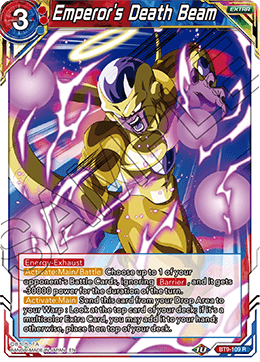 3
Emperor's Death Beam
EXTRA
Energy-Exhaust
Activate:Main/Battle Choose up to 1 of your
opponent's Battle Cards, ignoring Barrier, and it gets
-30000 power for the duration of the turn.
Activate:Main Send this card from your Drop Area to
your Warp : Look at the top card of your deck; if it's a
multicolor Extra Card, you may add it to your hand;
otherwise, place it on top of your deck.
BT9-109 R